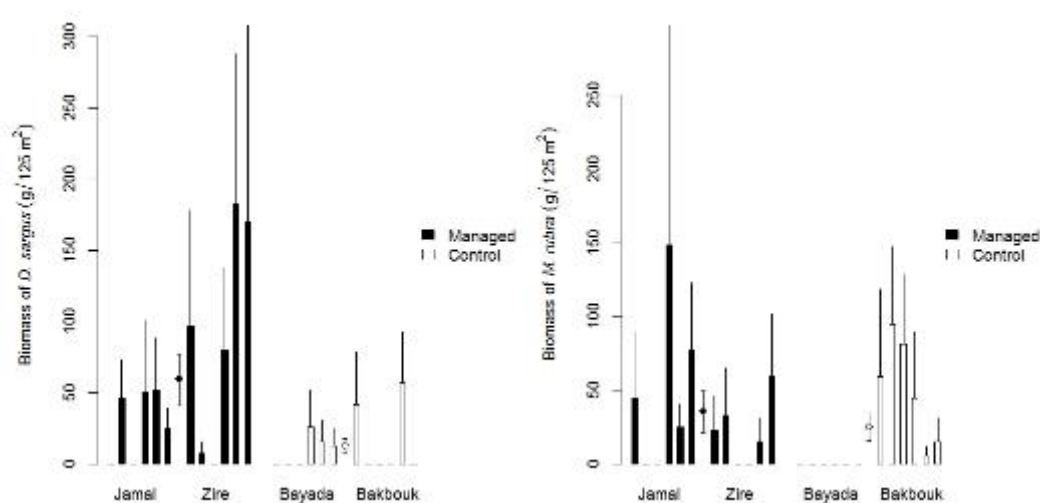 Biomass of D. sargus (g/125 m²)
300
250
200
150
100
50
0
Jamal Zire Bayada Bakbouk
Managed
Control
Biomass of M. rubra (g/125 m²)
250
200
150
100
50
0
Jamal Zire Bayada Bakbouk
Managed
Control